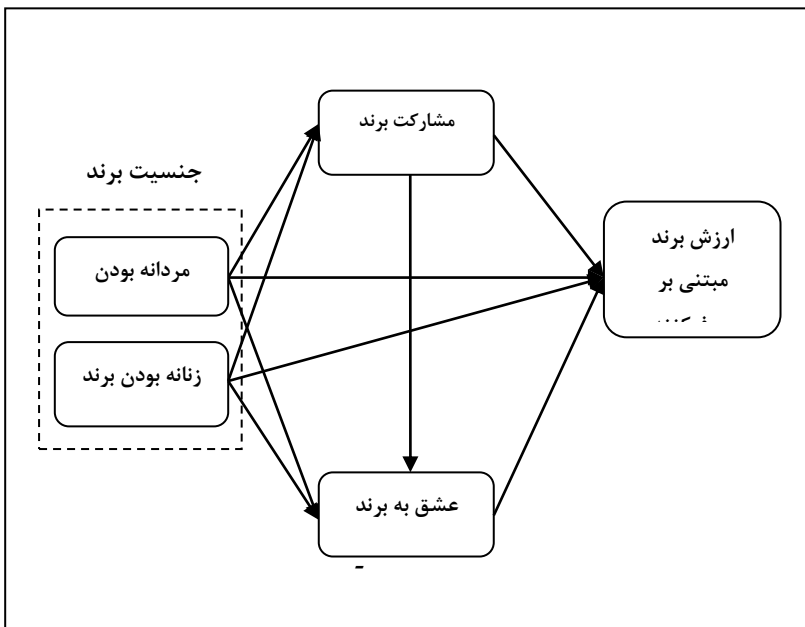 مشارکت برند
جنسیت برند
مردانه بودن
زنانه بودن برند
ارزش برند
مبتنی بر
عشق به برند